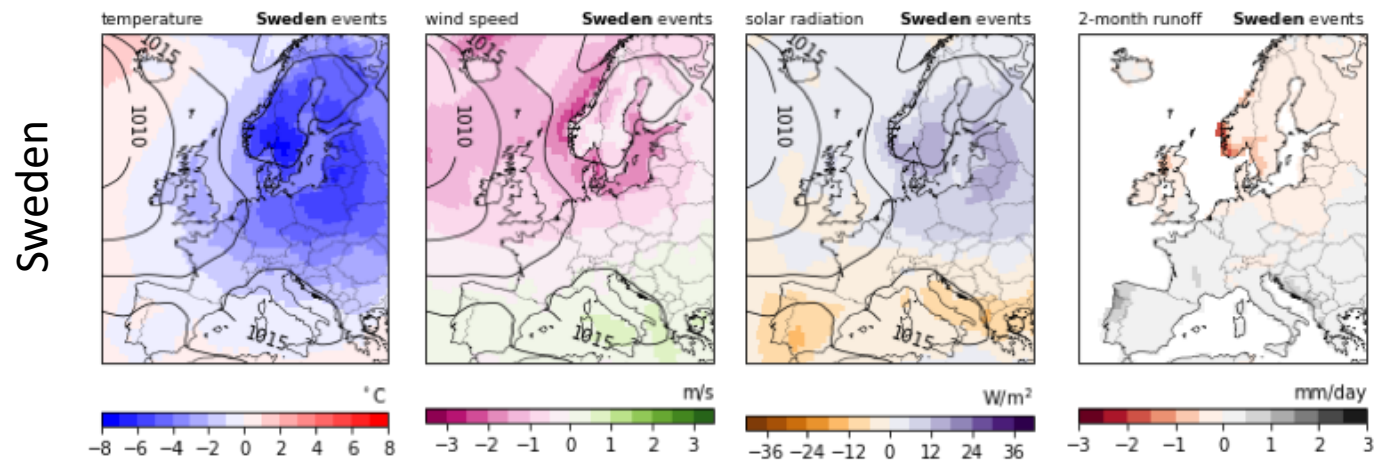 temperature Sweden events
wind speed Sweden events
solar radiation Sweden events
2-month runoff Sweden events
Sweden
1015
1010
1015
1015
1010
1015
1015
1010
1015
°C
−8 −6 −4 −2 0 2 4 6 8
m/s
−3 −2 −1 0 1 2 3
W/m²
−36 −24 −12 0 12 24 36
mm/day
−3 −2 −1 0 1 2 3